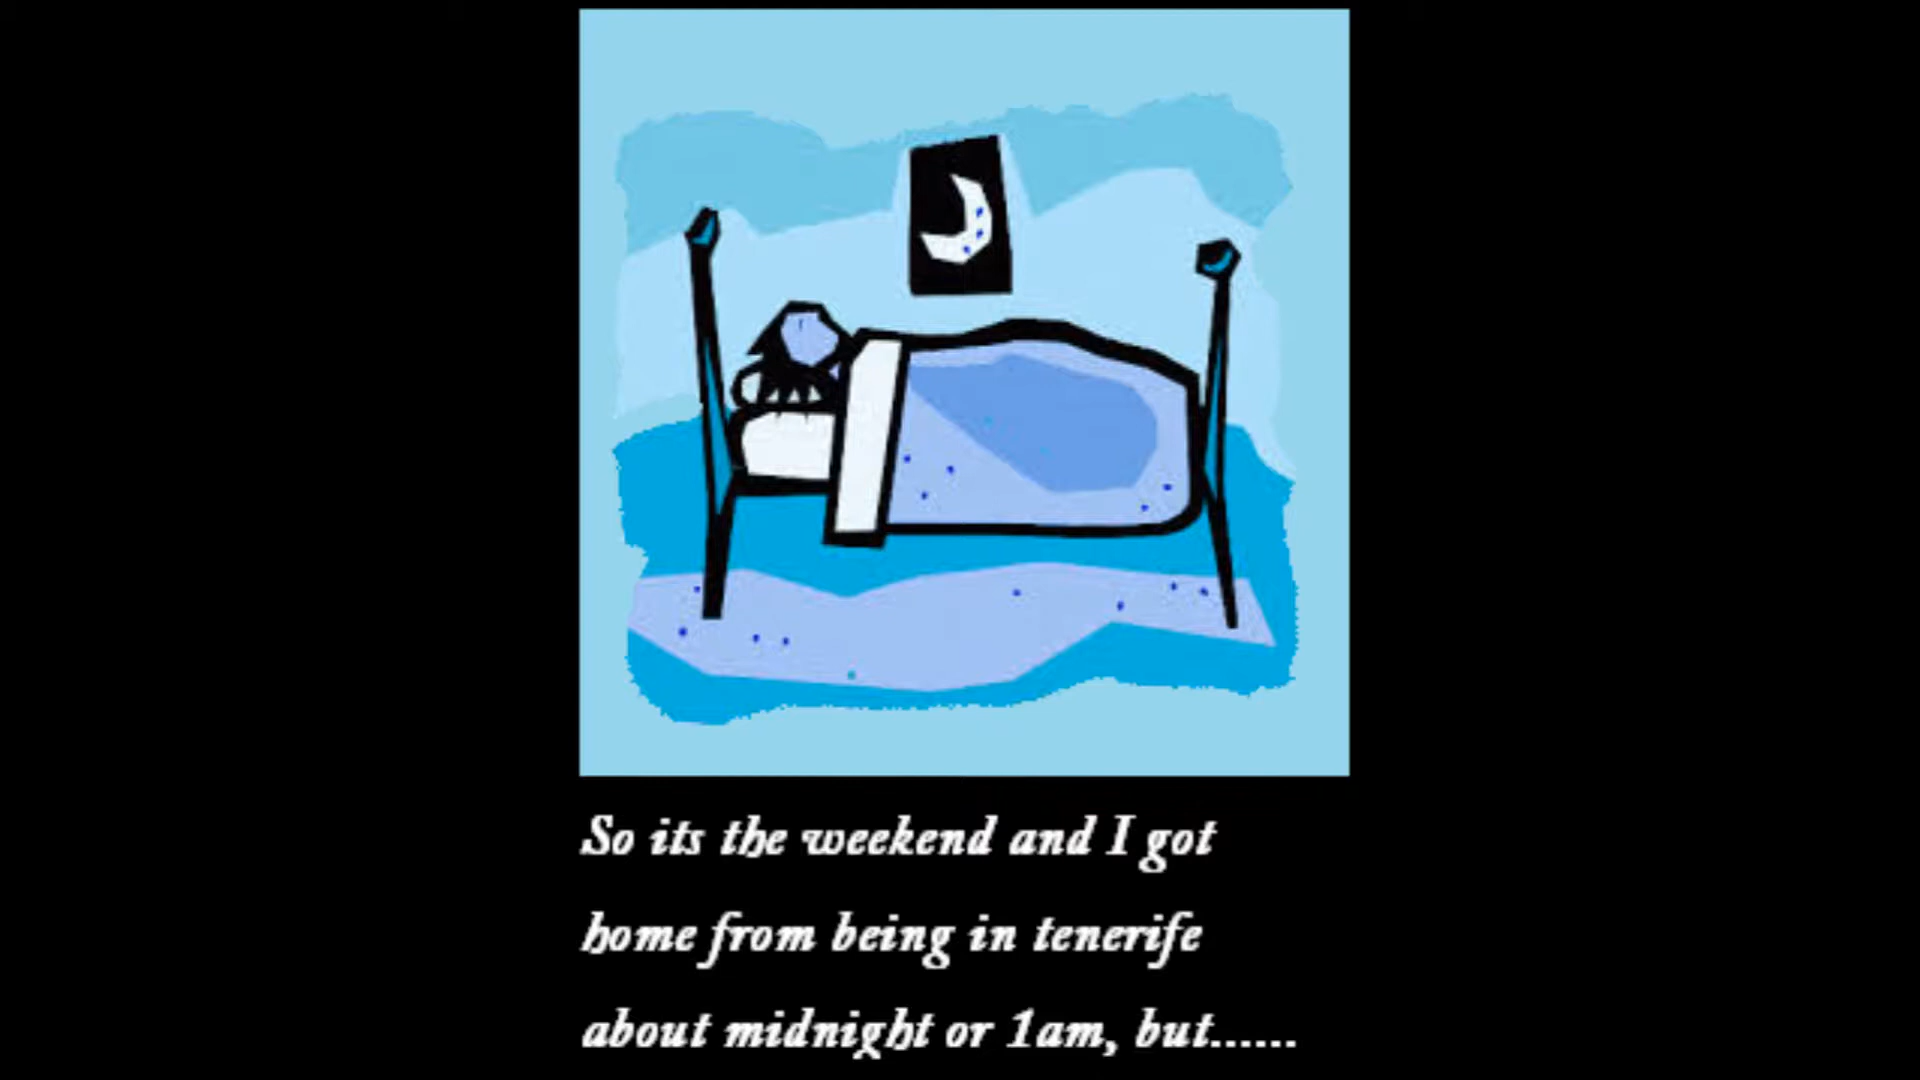 So its the weekend and I got
home from being in tenerife
about midnight or 1am, but......